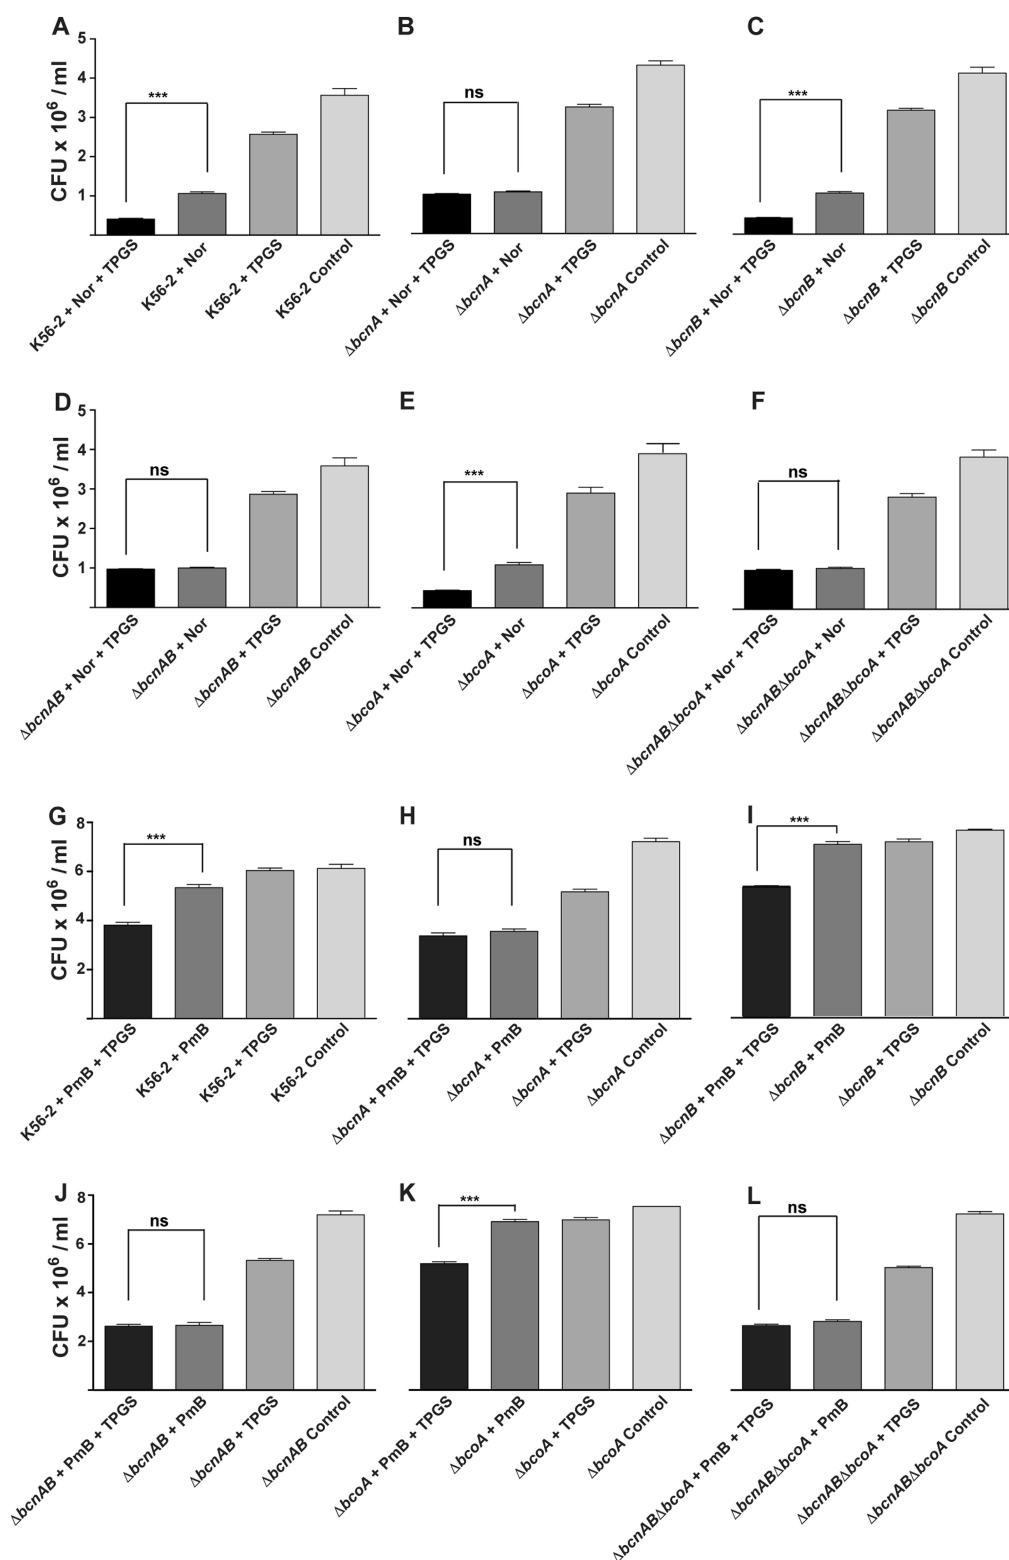 A
B
C
CFU x 10⁶ / ml
5
4
3
2
1
***
ns
***
K56-2 + Nor + TPGS
K56-2 + Nor
K56-2 + TPGS
K56-2 Control
ΔbcnA + Nor + TPGS
ΔbcnA + Nor
ΔbcnA + TPGS
ΔbcnA Control
ΔbcnB + Nor + TPGS
ΔbcnB + Nor
ΔbcnB + TPGS
ΔbcnB Control
D
E
F
CFU x 10⁶ / ml
5
4
3
2
1
ns
***
ns
ΔbcnAB + Nor + TPGS
ΔbcnAB + Nor
ΔbcnAB + TPGS
ΔbcnAB Control
ΔbcoA + Nor + TPGS
ΔbcoA + Nor
ΔbcoA + TPGS
ΔbcoA Control
ΔbcnABΔbcoA + Nor + TPGS
ΔbcnABΔbcoA + Nor
ΔbcnABΔbcoA + TPGS
ΔbcnABΔbcoA Control
G
H
I
CFU x 10⁶ / ml
8
6
4
2
***
ns
***
K56-2 + PmB + TPGS
K56-2 + PmB
K56-2 + TPGS
K56-2 Control
ΔbcnA + PmB + TPGS
ΔbcnA + PmB
ΔbcnA + TPGS
ΔbcnA Control
ΔbcnB + PmB + TPGS
ΔbcnB + PmB
ΔbcnB + TPGS
ΔbcnB Control
J
K
L
CFU x 10⁶ / ml
8
6
4
2
ns
***
ns
ΔbcnAB + PmB + TPGS
ΔbcnAB + PmB
ΔbcnAB + TPGS
ΔbcnAB Control
ΔbcoA + PmB + TPGS
ΔbcoA + PmB
ΔbcoA + TPGS
ΔbcoA Control
ΔbcnABΔbcoA + PmB + TPGS
ΔbcnABΔbcoA + PmB
ΔbcnABΔbcoA + TPGS
ΔbcnABΔbcoA Control